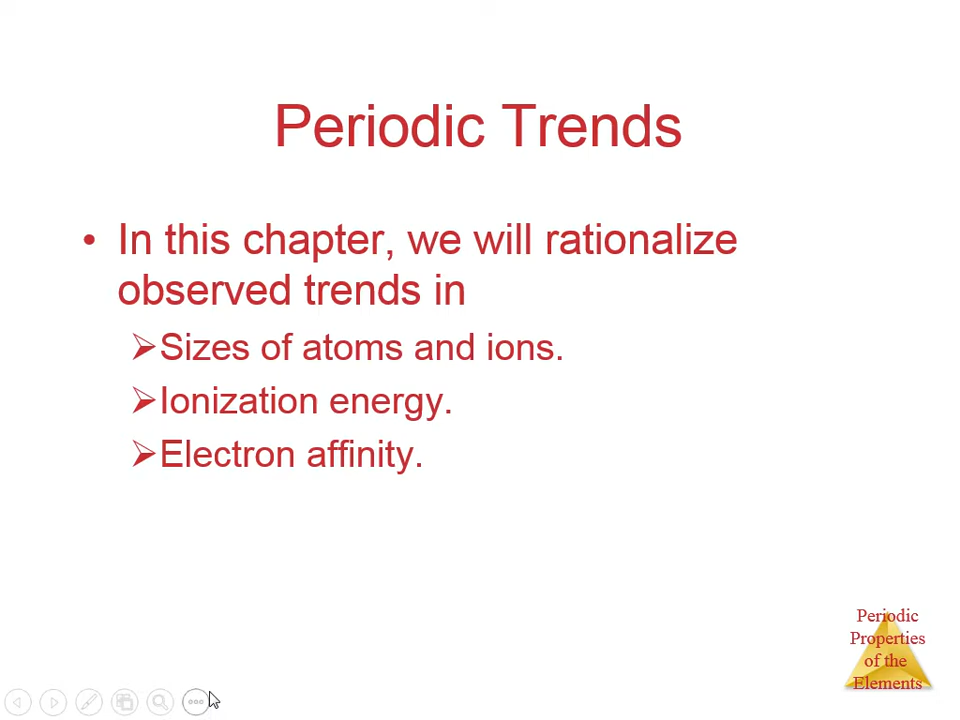 Periodic Trends
• In this chapter, we will rationalize
observed trends in
➢Sizes of atoms and ions.
➢Ionization energy.
➢Electron affinity.
Periodic
Properties
of the
Elements